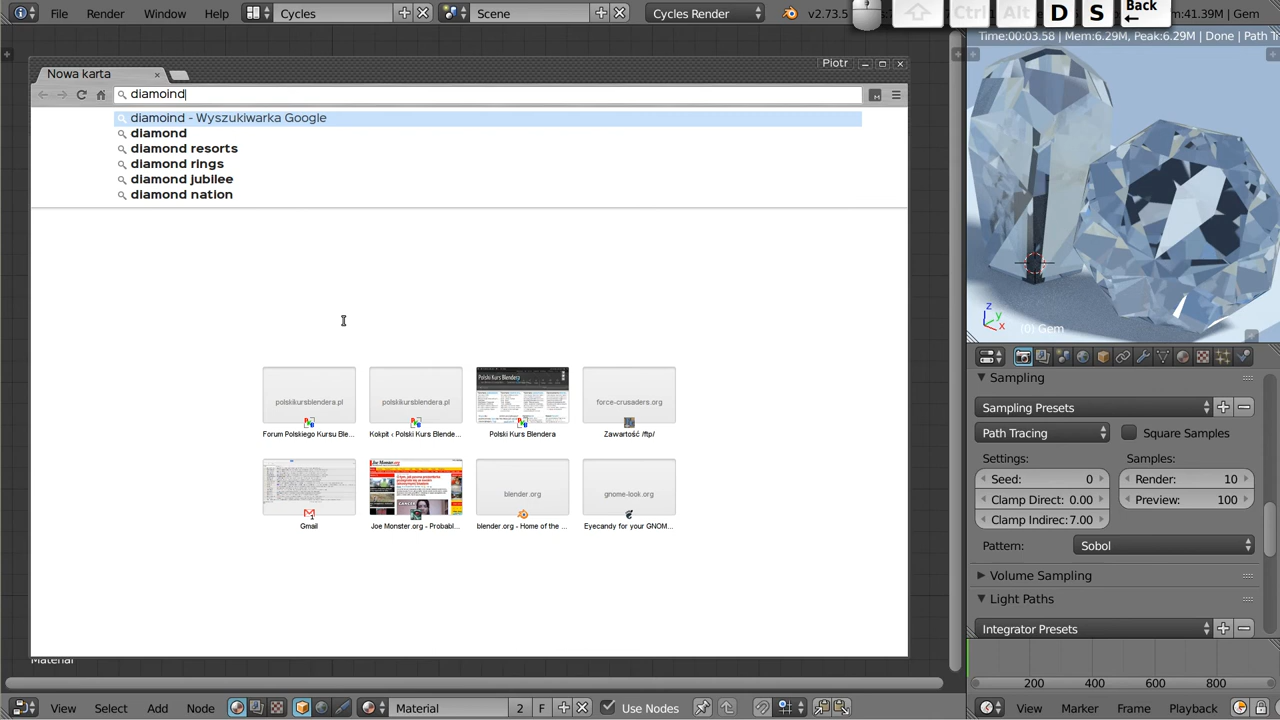 File Render Window Help Cycles Scene Cycles Render v2.73.5 Ctrl Alt D S Back :41.39M | Gem
Time:00:03.58 | Mem:6.29M, Peak:6.29M | Done | Path T
Nowa karta
Piotr
diamoind
diamoind - Wyszukiwarka Google
diamond
diamond resorts
diamond rings
diamond jubilee
diamond nation
polskikursblendera.pl
polskikursblendera.pl
Polski Kurs Blendera
force-crusaders.org
Forum Polskiego Kursu Ble...
Kokpit ‹ Polski Kurs Blende...
Polski Kurs Blendera
Zawartość /ftp/
blender.org
gnome-look.org
Gmail
Joe Monster.org - Probabl...
blender.org - Home of the ...
Eyecandy for your GNOM...
z
y
x
(0) Gem
Sampling
Sampling Presets
Path Tracing
Square Samples
Settings:
Samples:
Seed: 0
Render: 10
Clamp Direct: 0.00
Preview: 100
Clamp Indirec: 7.00
Pattern: Sobol
Volume Sampling
Light Paths
Integrator Presets
200 400 600 800
Material
View Select Add Node Material 2 F Use Nodes
View Marker Frame Playback